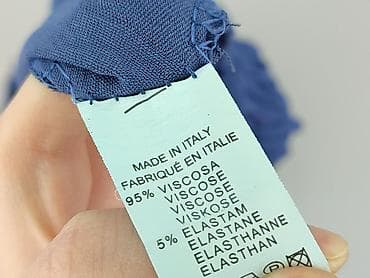 MADE IN ITALY
FABRIQUÉ EN ITALIE
95% VISCOSA
VISCOSE
VISCOSE
VISKOSE
5% ELASTAM
ELASTANE
ELASTHANNE
ELASTHAN
P